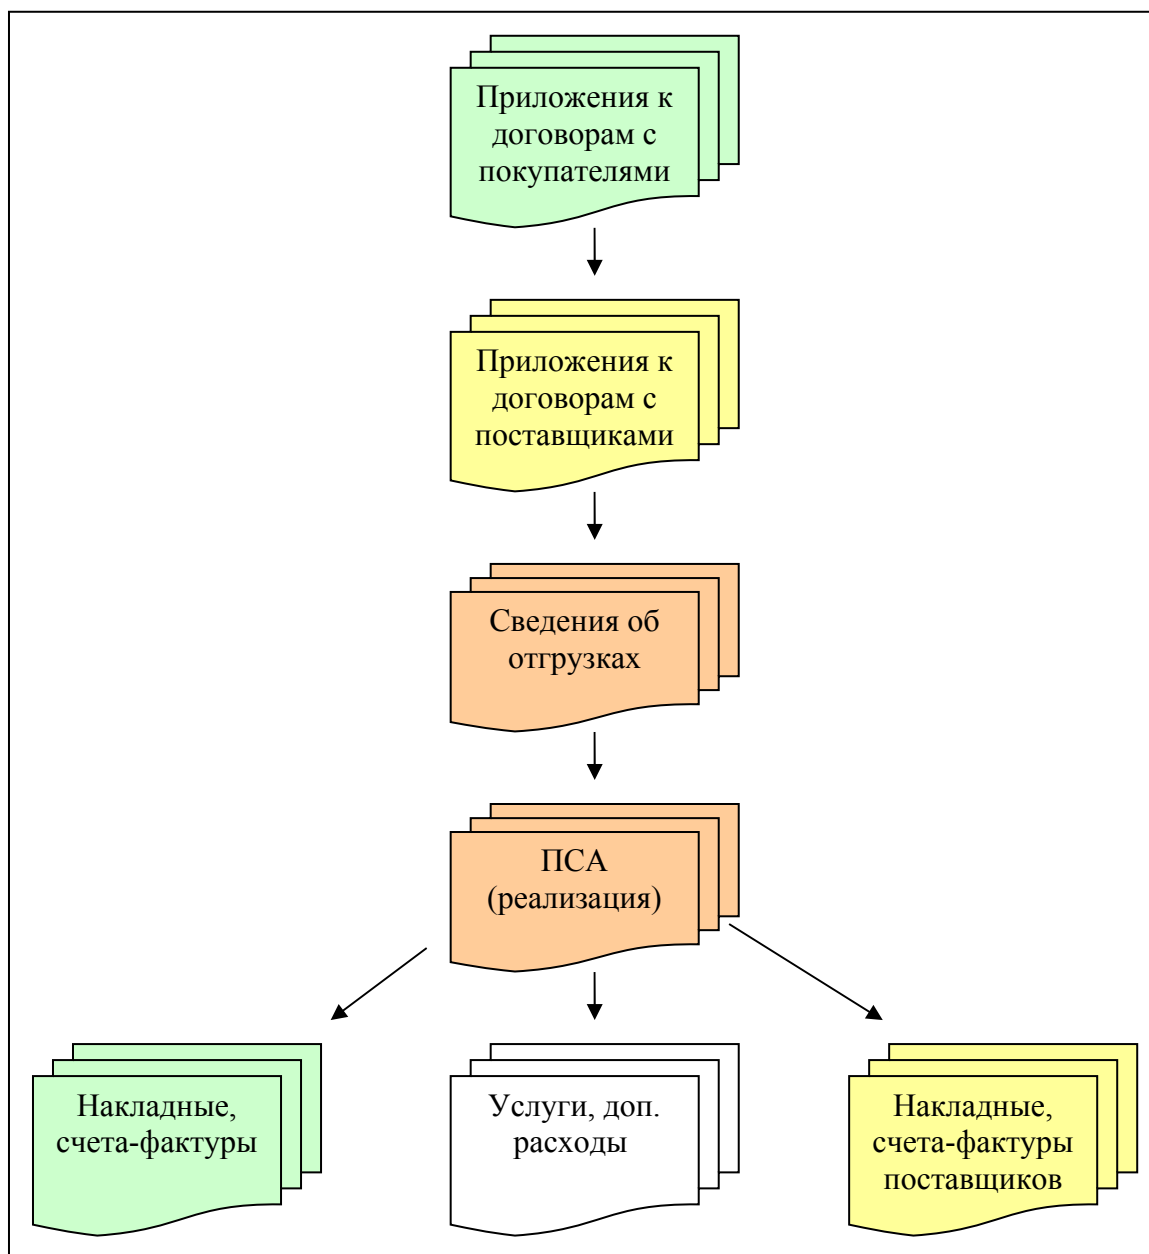 Приложения к
договорам с
покупателями
Приложения к
договорам с
поставщиками
Сведения об
отгрузках
ПСА
(реализация)
Накладные,
счета-фактуры
Услуги, доп.
расходы
Накладные,
счета-фактуры
поставщиков